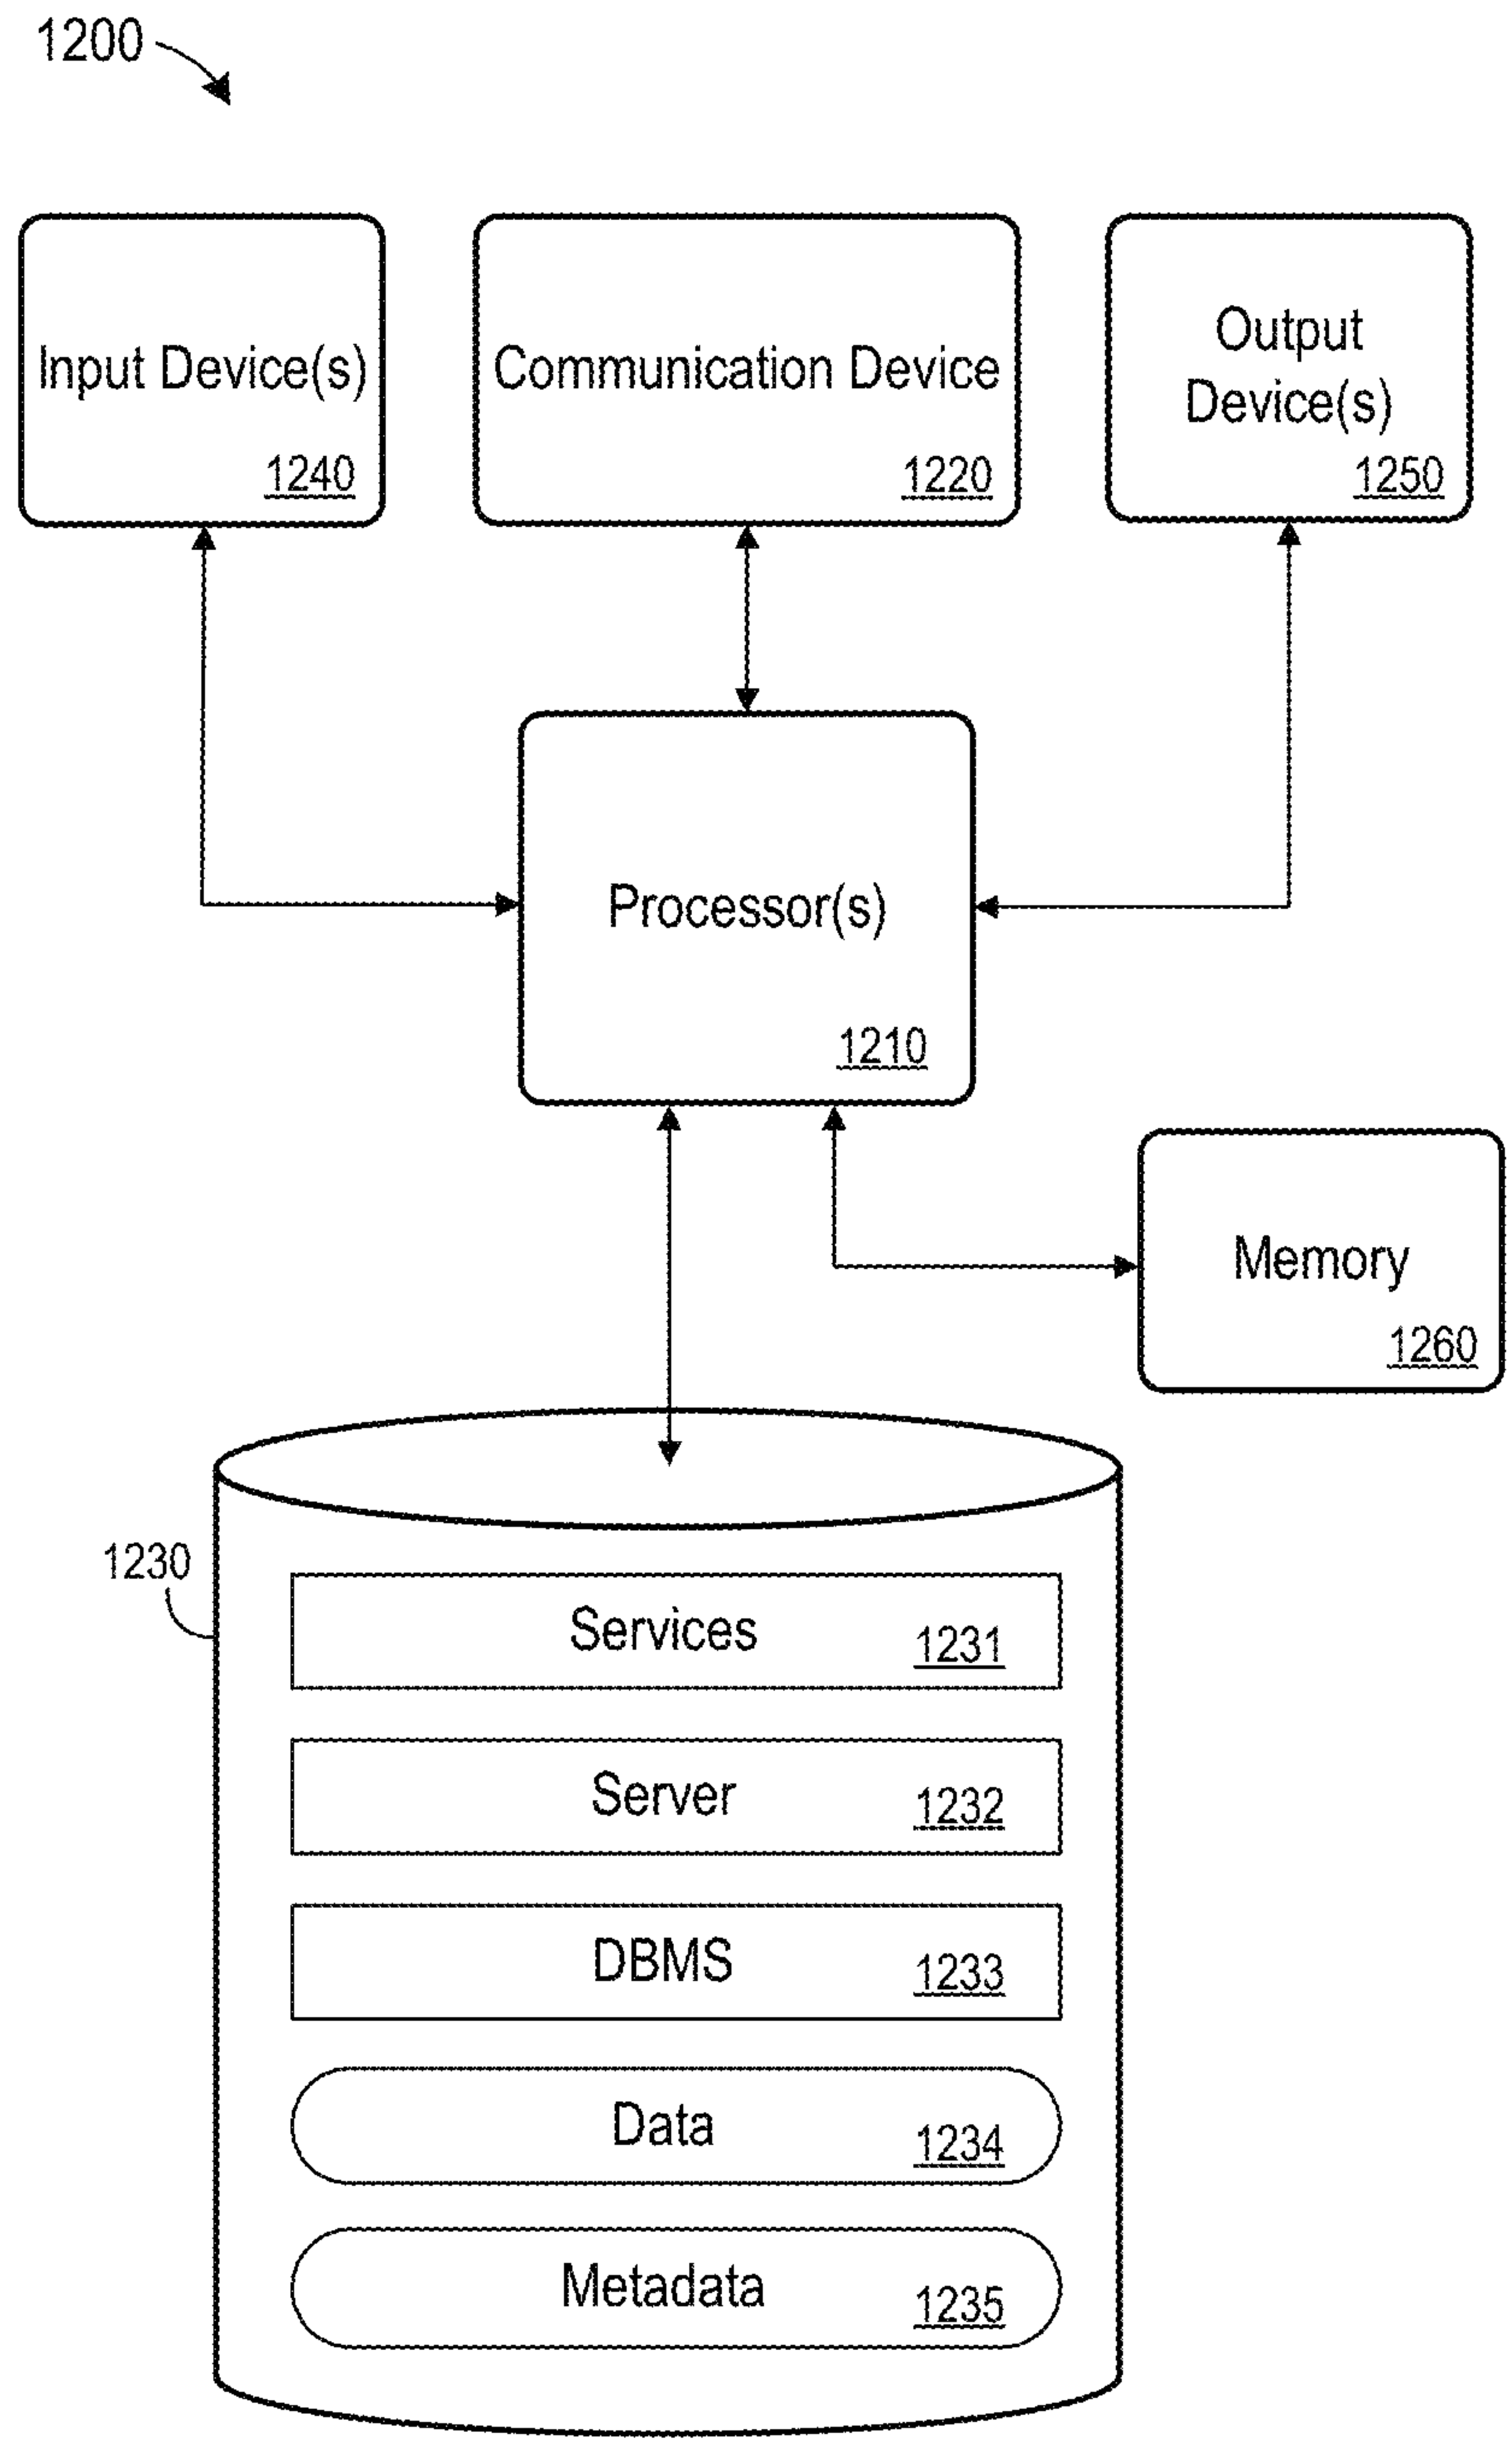 1200
Input Device(s)
1240
Communication Device
1220
Output
Device(s)
1250
Processor(s)
1210
Memory
1260
1230
Services 1231
Server 1232
DBMS 1233
Data 1234
Metadata 1235